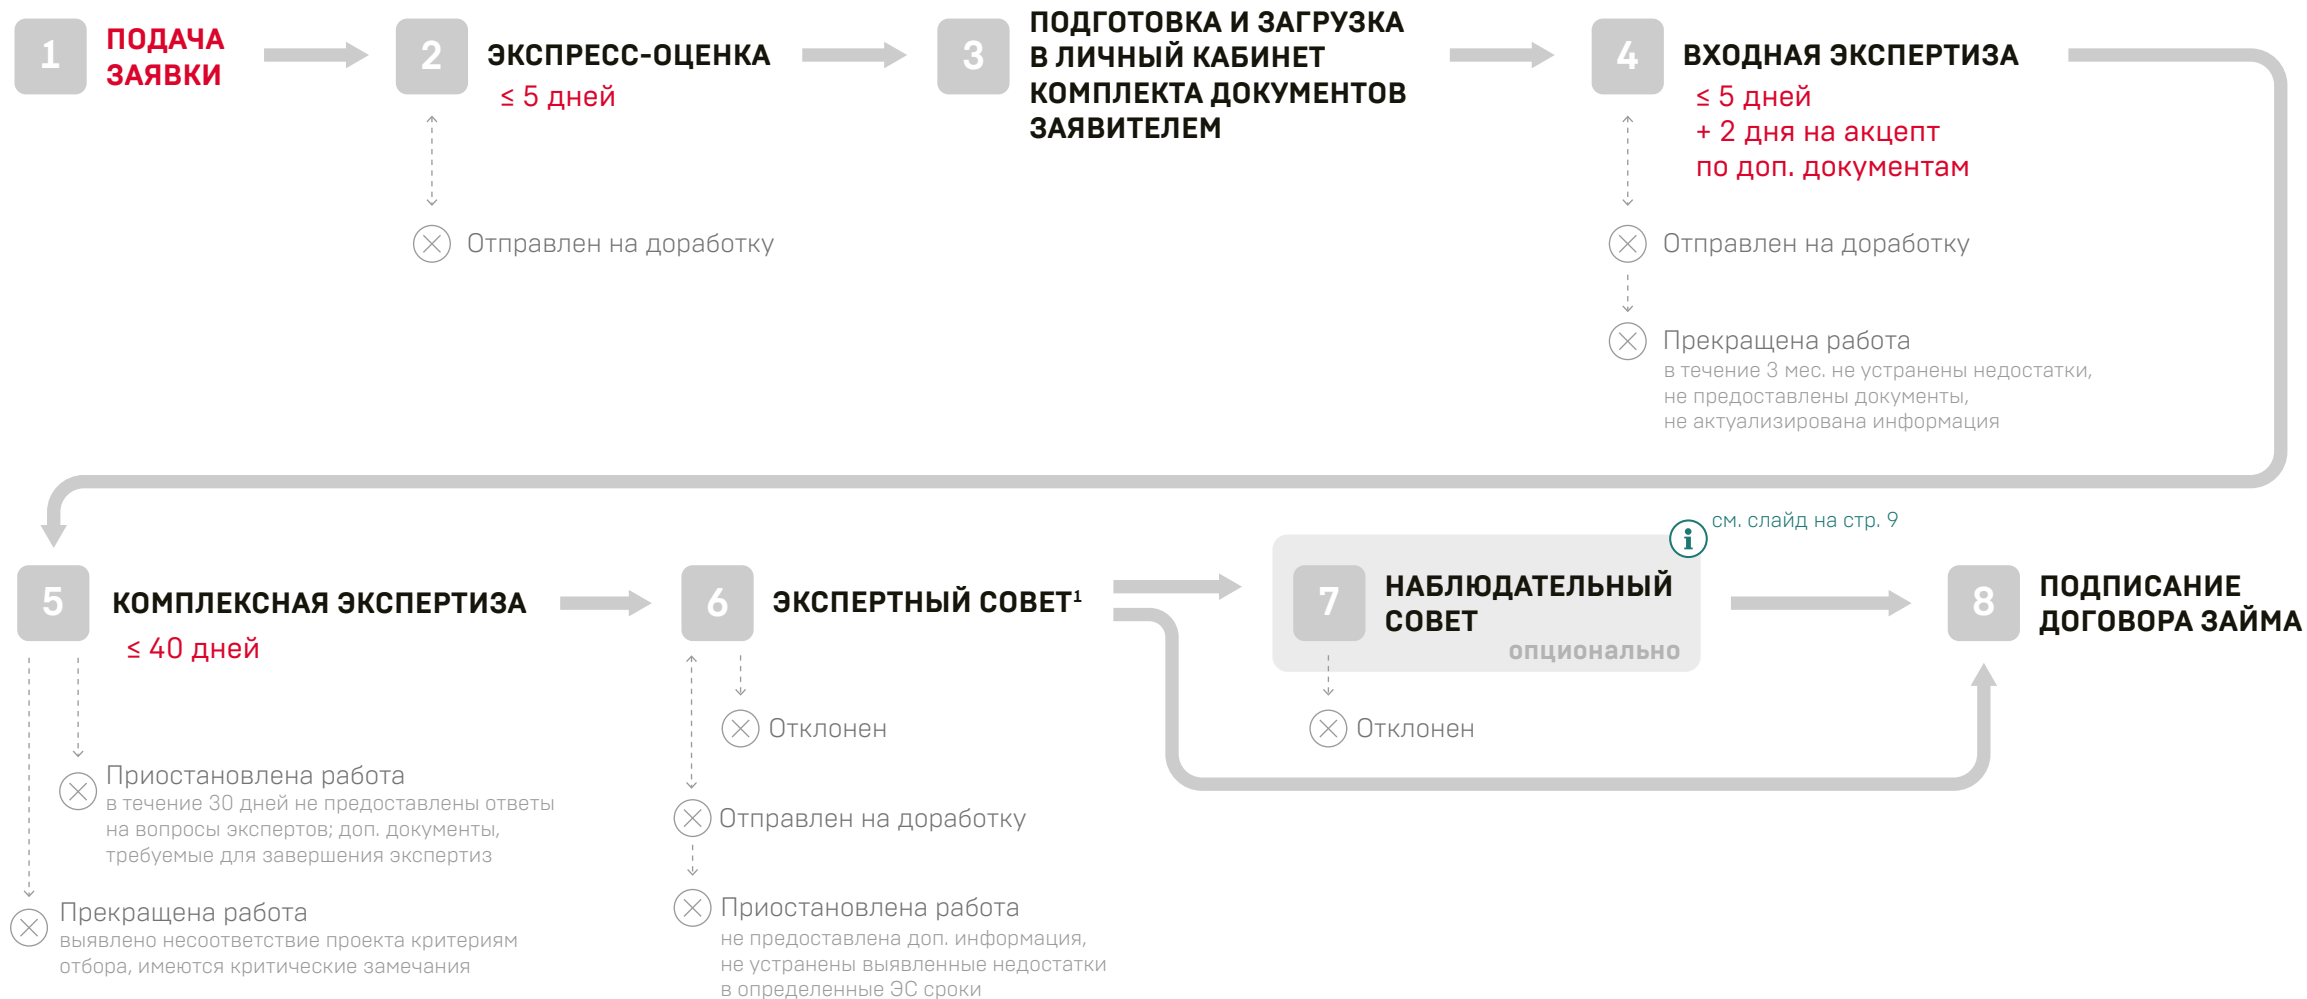 1
ПОДАЧА
ЗАЯВКИ
2
ЭКСПРЕСС-ОЦЕНКА
≤ 5 дней
Отправлен на доработку
3
ПОДГОТОВКА И ЗАГРУЗКА
В ЛИЧНЫЙ КАБИНЕТ
КОМПЛЕКТА ДОКУМЕНТОВ
ЗАЯВИТЕЛЕМ
4
ВХОДНАЯ ЭКСПЕРТИЗА
≤ 5 дней
+ 2 дня на акцепт
по доп. документам
Отправлен на доработку
Прекращена работа
в течение 3 мес. не устранены недостатки,
не предоставлены документы,
не актуализирована информация
5
КОМПЛЕКСНАЯ ЭКСПЕРТИЗА
≤ 40 дней
Приостановлена работа
в течение 30 дней не предоставлены ответы
на вопросы экспертов; доп. документы,
требуемые для завершения экспертиз
Прекращена работа
выявлено несоответствие проекта критериям
отбора, имеются критические замечания
6
ЭКСПЕРТНЫЙ СОВЕТ¹
Отклонен
Отправлен на доработку
Приостановлена работа
не предоставлена доп. информация,
не устранены выявленные недостатки
в определенные ЭС сроки
i
см. слайд на стр. 9
7
НАБЛЮДАТЕЛЬНЫЙ
СОВЕТ
опционально
Отклонен
8
ПОДПИСАНИЕ
ДОГОВОРА ЗАЙМА